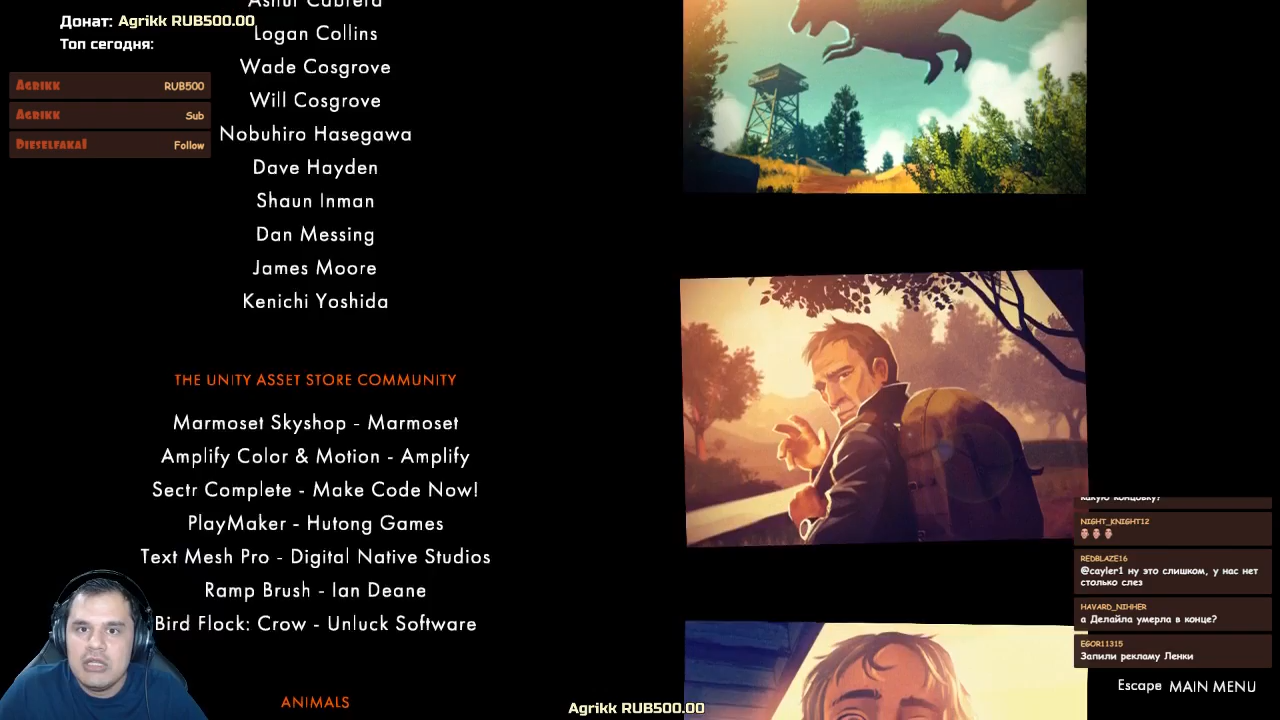 Донат: Agrikk RUB500.00
Топ сегодня:
AGRIKK RUB500
AGRIKK Sub
DIESELFAKA! Follow
Logan Collins
Wade Cosgrove
Will Cosgrove
Nobuhiro Hasegawa
Dave Hayden
Shaun Inman
Dan Messing
James Moore
Kenichi Yoshida
THE UNITY ASSET STORE COMMUNITY
Marmoset Skyshop - Marmoset
Amplify Color & Motion - Amplify
Sectr Complete - Make Code Now!
PlayMaker - Hutong Games
Text Mesh Pro - Digital Native Studios
Ramp Brush - Ian Deane
Bird Flock: Crow - Unluck Software
ANIMALS
какую концовку?
NIGHT_KNIGHT12
REDBLAZE16
@cayler1 ну это слишком, у нас нет
столько слез
HAVARD_NIHHER
а Делайла умерла в конце?
EGOR11315
Запили рекламу Ленки
Escape MAIN MENU
Agrikk RUB500.00